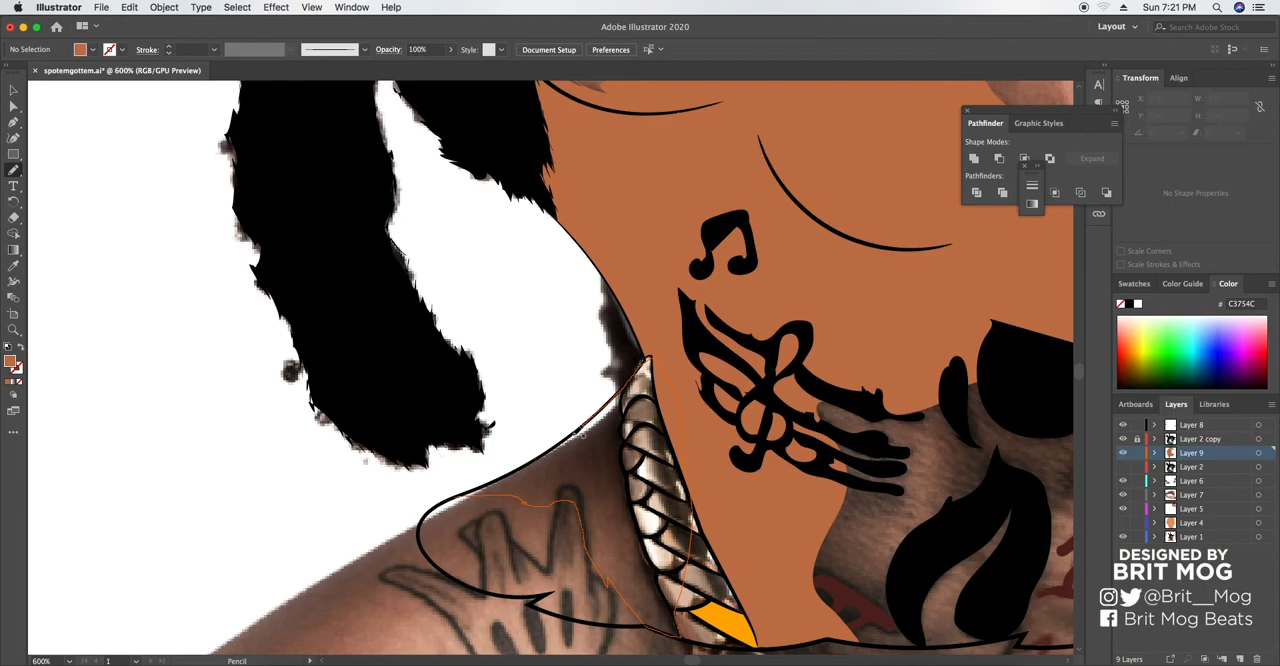 Illustrator File Edit Object Type Select Effect View Window Help
Sun 7:21 PM
Adobe Illustrator 2020
Layout
Search Adobe Stock
No Selection
Stroke:
Opacity: 100%
Style:
Document Setup
Preferences
× spotemgottem.ai* @ 600% (RGB/GPU Preview)
Transform Align
X: W:
Y: H:
Pathfinder Graphic Styles
Shape Modes:
Expand
Pathfinders:
No Shape Properties
Scale Corners
Scale Strokes & Effects
Swatches Color Guide Color
# C3754C
Artboards Layers Libraries
Layer 8
Layer 2 copy
Layer 9
Layer 2
Layer 6
Layer 7
Layer 5
Layer 4
Layer 1
DESIGNED BY
BRIT MOG
@Brit__Mog
Brit Mog Beats
600% 1 Pencil 9 Layers